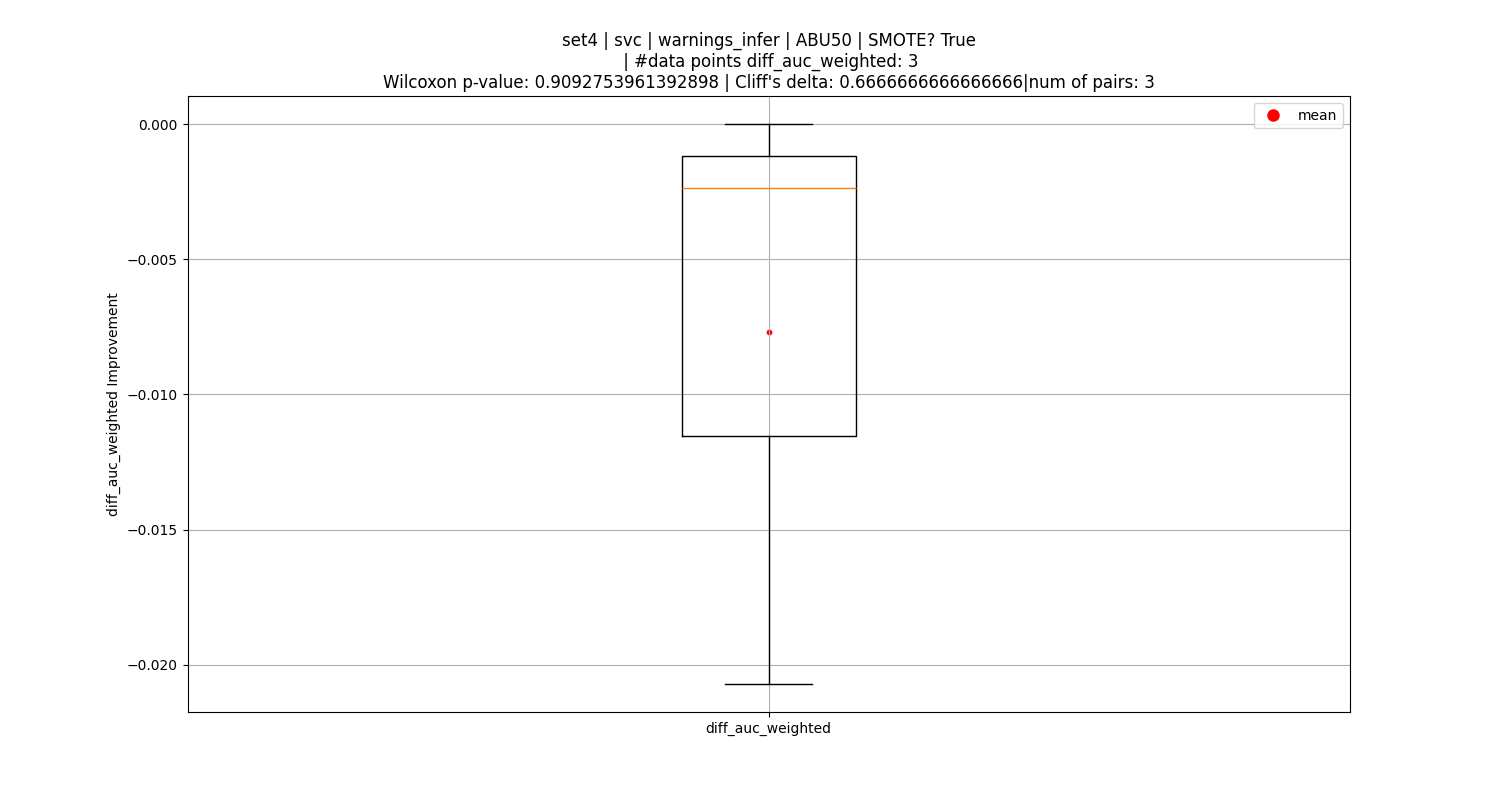 set4 | svc | warnings_infer | ABU50 | SMOTE? True
| #data points diff_auc_weighted: 3
Wilcoxon p-value: 0.9092753961392898 | Cliff's delta: 0.6666666666666666|num of pairs: 3
mean
0.000
−0.005
−0.010
−0.015
−0.020
diff_auc_weighted Improvement
diff_auc_weighted